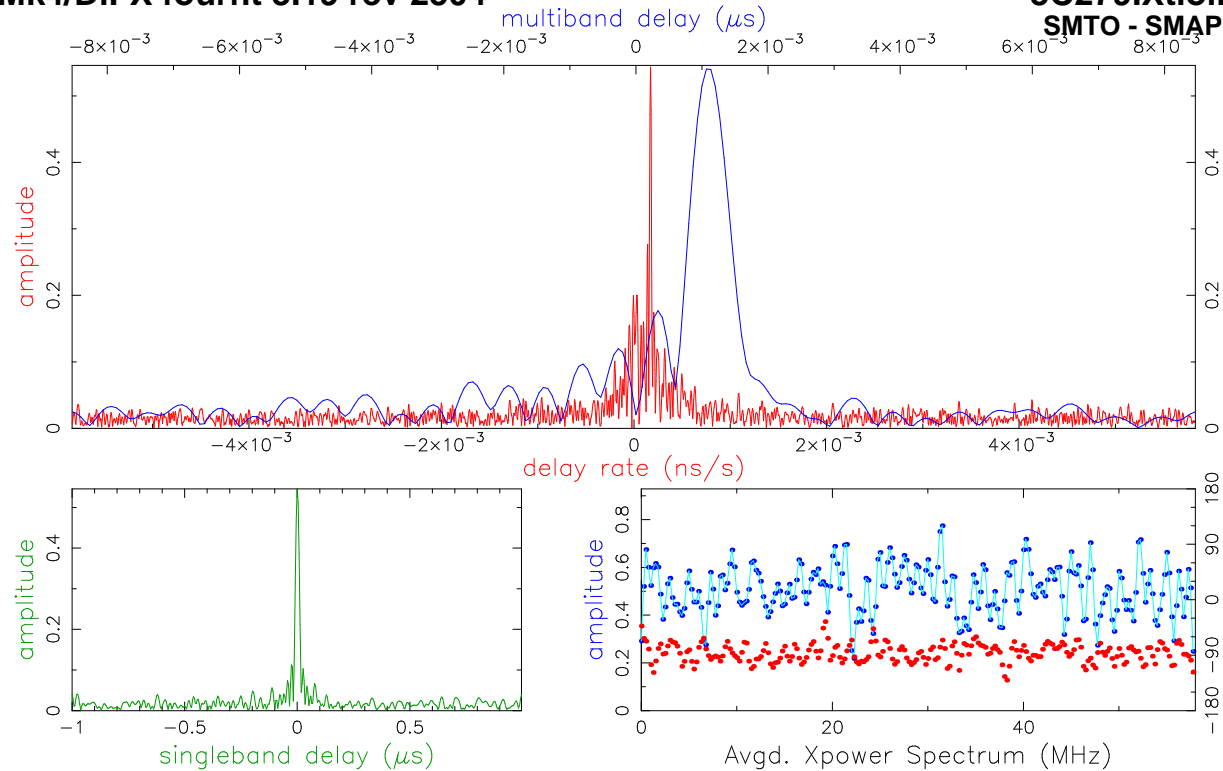 multiband delay (μs)
SMTO - SMAP
−8×10⁻³ −6×10⁻³ −4×10⁻³ −2×10⁻³ 0 2×10⁻³ 4×10⁻³ 6×10⁻³ 8×10⁻³
amplitude
0 0.2 0.4
0 0.2 0.4
−4×10⁻³ −2×10⁻³ 0 2×10⁻³ 4×10⁻³
delay rate (ns/s)
amplitude
0 0.2 0.4
−1 −0.5 0 0.5
singleband delay (μs)
amplitude
0 0.2 0.4 0.6 0.8
−180 −90 0 90 180
0 20 40
Avgd. Xpower Spectrum (MHz)